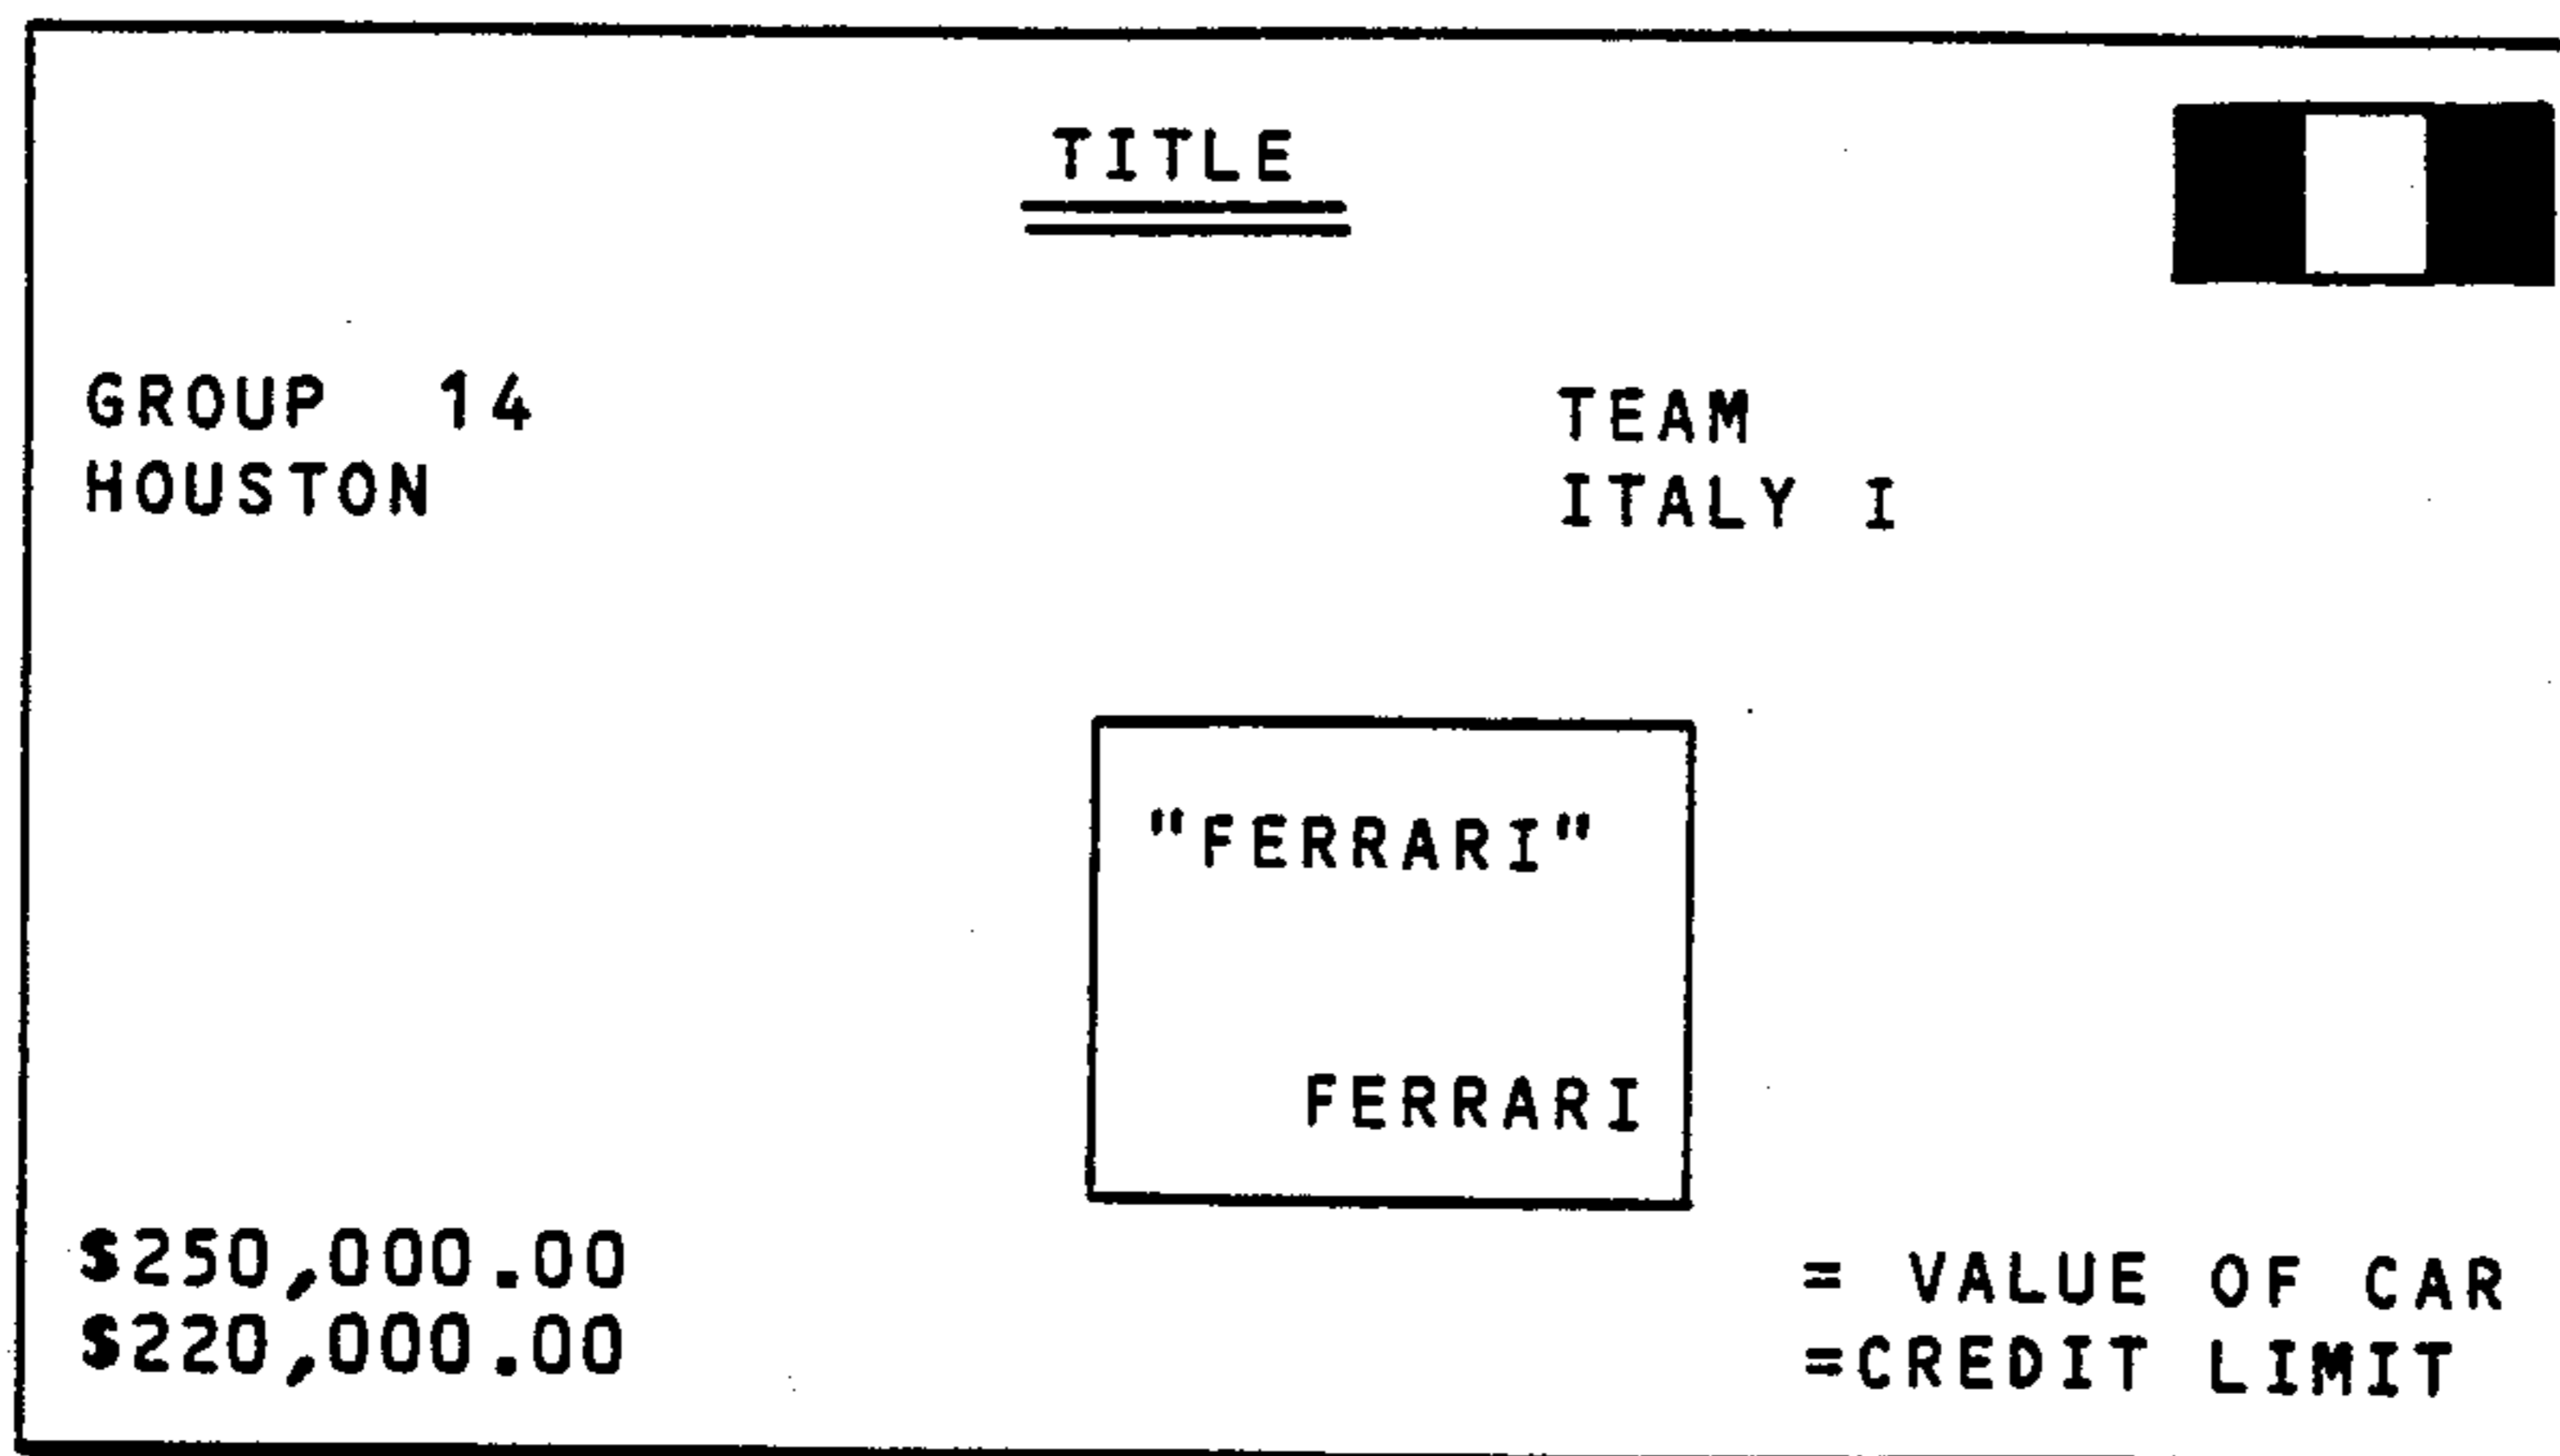 TITLE
GROUP 14
HOUSTON
TEAM
ITALY I
"FERRARI"
FERRARI
$250,000.00 = VALUE OF CAR
$220,000.00 =CREDIT LIMIT